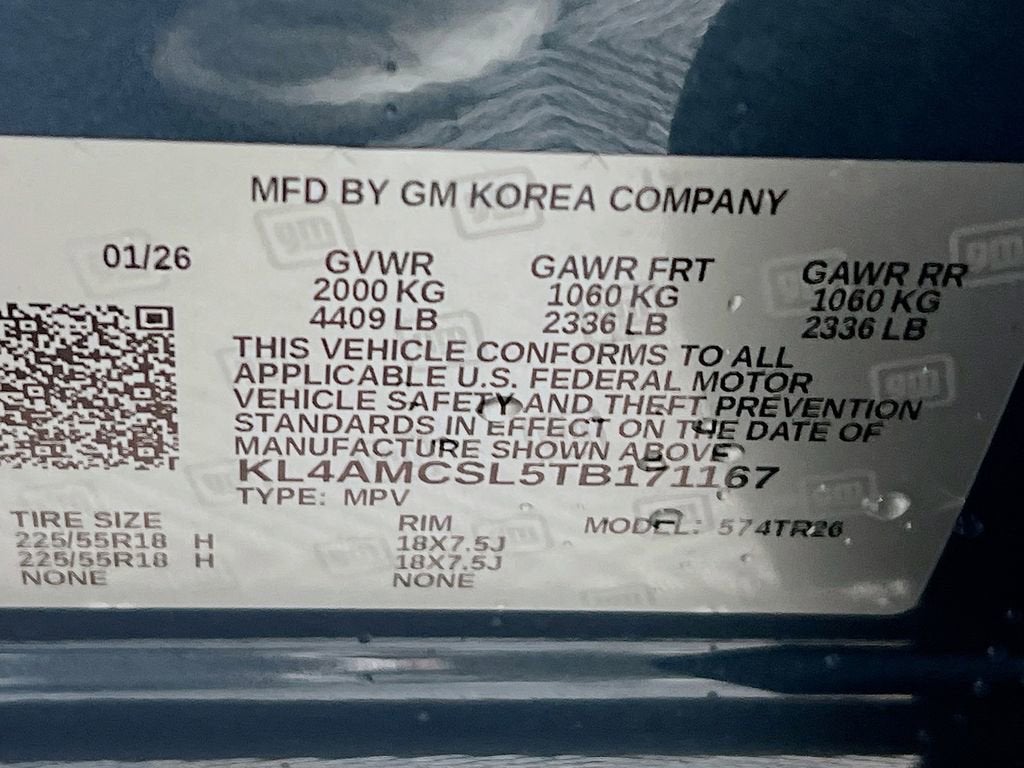 MFD BY GM KOREA COMPANY
01/26 GVWR GAWR FRT GAWR RR
2000 KG 1060 KG 1060 KG
4409 LB 2336 LB 2336 LB
THIS VEHICLE CONFORMS TO ALL
APPLICABLE U.S. FEDERAL MOTOR
VEHICLE SAFETY AND THEFT PREVENTION
STANDARDS IN EFFECT ON THE DATE OF
MANUFACTURE SHOWN ABOVE
KL4AMCSL5TB171167
TYPE: MPV
TIRE SIZE RIM MODEL: 574TR26
225/55R18 H 18X7.5J
225/55R18 H 18X7.5J
NONE NONE